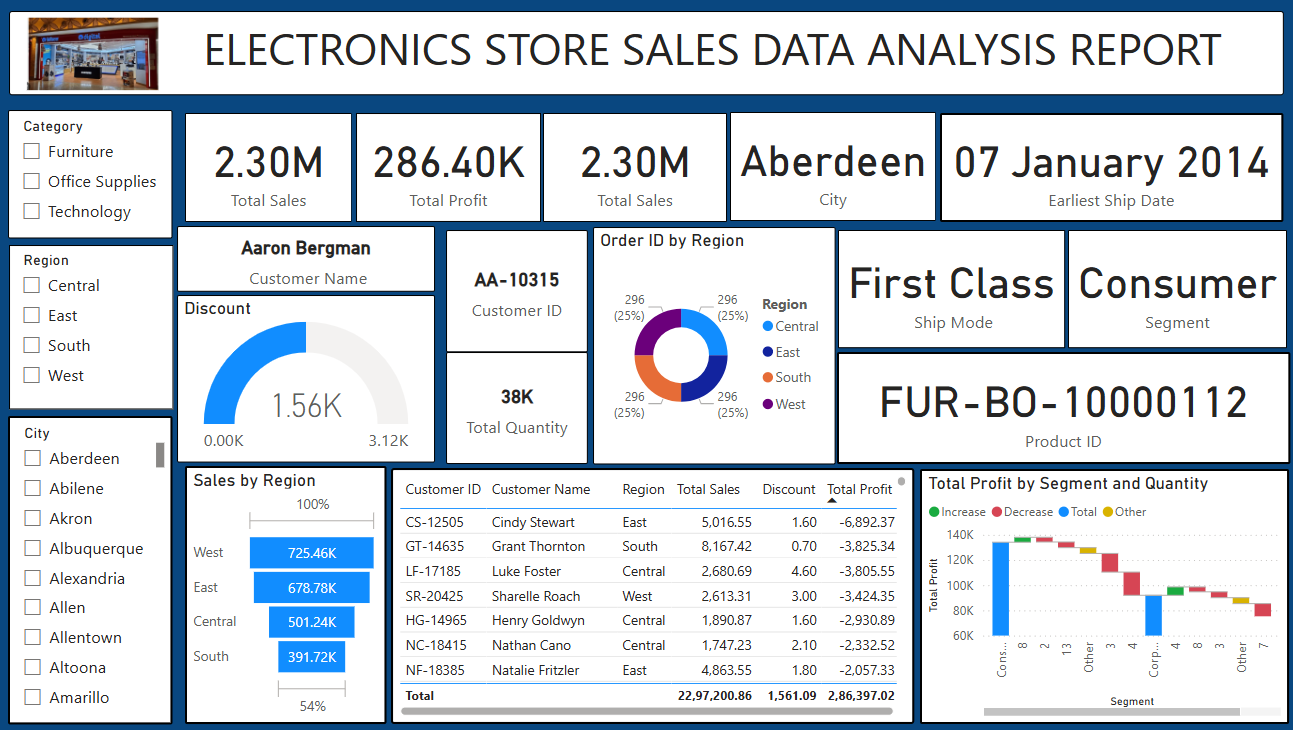 ELECTRONICS STORE SALES DATA ANALYSIS REPORT
Category
Furniture
Office Supplies
Technology
2.30M
Total Sales
286.40K
Total Profit
2.30M
Total Sales
Aberdeen
City
07 January 2014
Earliest Ship Date
Region
Central
East
South
West
Aaron Bergman
Customer Name
Discount
1.56K
0.00K
3.12K
AA-10315
Customer ID
38K
Total Quantity
Order ID by Region
296
(25%)
296
(25%)
296
(25%)
296
(25%)
Region
Central
East
South
West
First Class
Ship Mode
Consumer
Segment
FUR-BO-10000112
Product ID
City
Aberdeen
Abilene
Akron
Albuquerque
Alexandria
Allen
Allentown
Altoona
Amarillo
Sales by Region
100%
West 725.46K
East 678.78K
Central 501.24K
South 391.72K
54%
Customer ID Customer Name Region Total Sales Discount Total Profit
CS-12505 Cindy Stewart East 5,016.55 1.60 -6,892.37
GT-14635 Grant Thornton South 8,167.42 0.70 -3,825.34
LF-17185 Luke Foster Central 2,680.69 4.60 -3,805.55
SR-20425 Sharelle Roach West 2,613.31 3.00 -3,424.35
HG-14965 Henry Goldwyn Central 1,890.87 1.60 -2,930.89
NC-18415 Nathan Cano Central 1,747.23 2.10 -2,332.52
NF-18385 Natalie Fritzler East 4,863.55 1.80 -2,057.33
Total 22,97,200.86 1,561.09 2,86,397.02
Total Profit by Segment and Quantity
Increase Decrease Total Other
Total Profit
140K
120K
100K
80K
60K
Cons... 8 2 13 Other 3 4 Corp... 4 8 3 Other 7
Segment